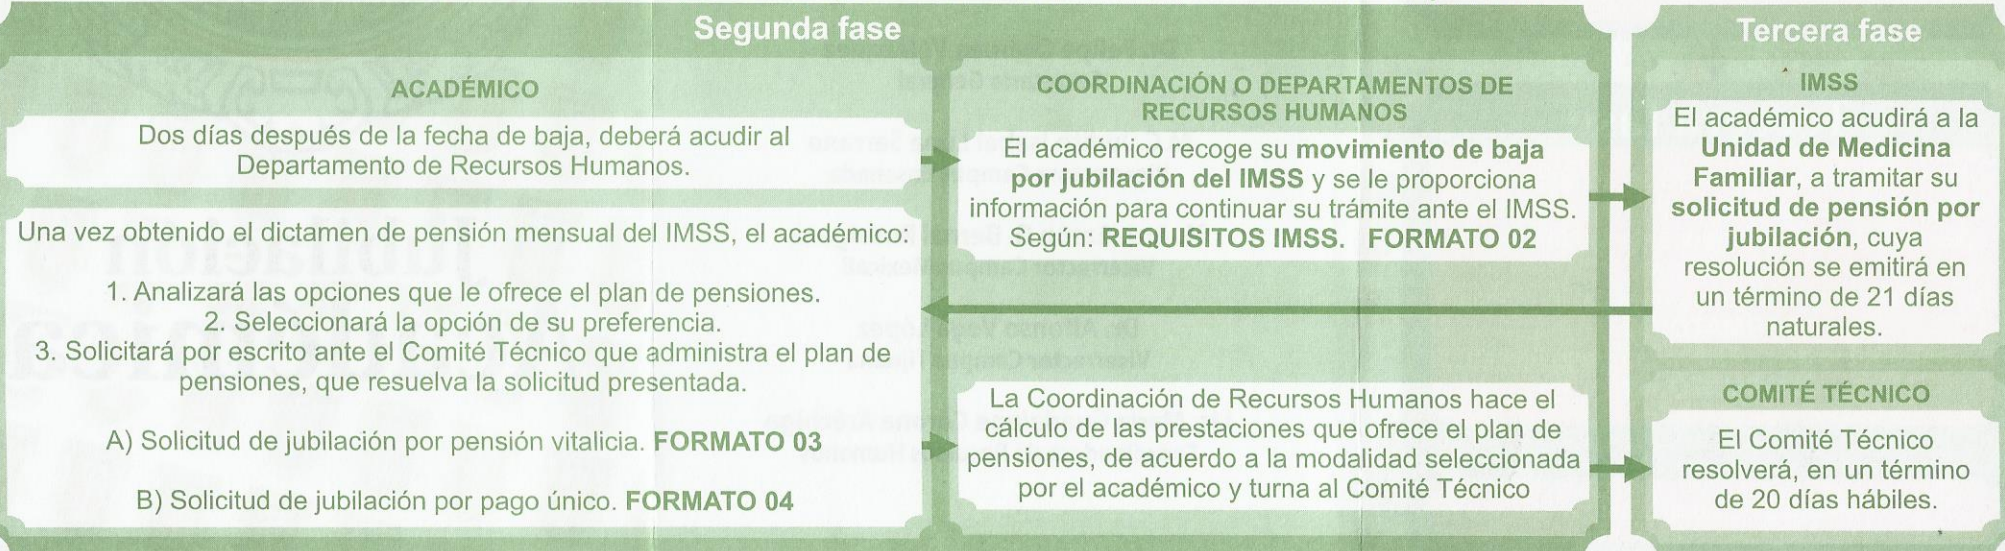 Segunda fase
ACADÉMICO
Dos días después de la fecha de baja, deberá acudir al
Departamento de Recursos Humanos.
Una vez obtenido el dictamen de pensión mensual del IMSS, el académico:
1. Analizará las opciones que le ofrece el plan de pensiones.
2. Seleccionará la opción de su preferencia.
3. Solicitará por escrito ante el Comité Técnico que administra el plan de
pensiones, que resuelva la solicitud presentada.
A) Solicitud de jubilación por pensión vitalicia. FORMATO 03
B) Solicitud de jubilación por pago único. FORMATO 04
COORDINACIÓN O DEPARTAMENTOS DE
RECURSOS HUMANOS
El académico recoge su movimiento de baja
por jubilación del IMSS y se le proporciona
información para continuar su trámite ante el IMSS.
Según: REQUISITOS IMSS. FORMATO 02
La Coordinación de Recursos Humanos hace el
cálculo de las prestaciones que ofrece el plan de
pensiones, de acuerdo a la modalidad seleccionada
por el académico y turna al Comité Técnico
Tercera fase
IMSS
El académico acudirá a la
Unidad de Medicina
Familiar, a tramitar su
solicitud de pensión por
jubilación, cuya
resolución se emitirá en
un término de 21 días
naturales.
COMITÉ TÉCNICO
El Comité Técnico
resolverá, en un término
de 20 días hábiles.